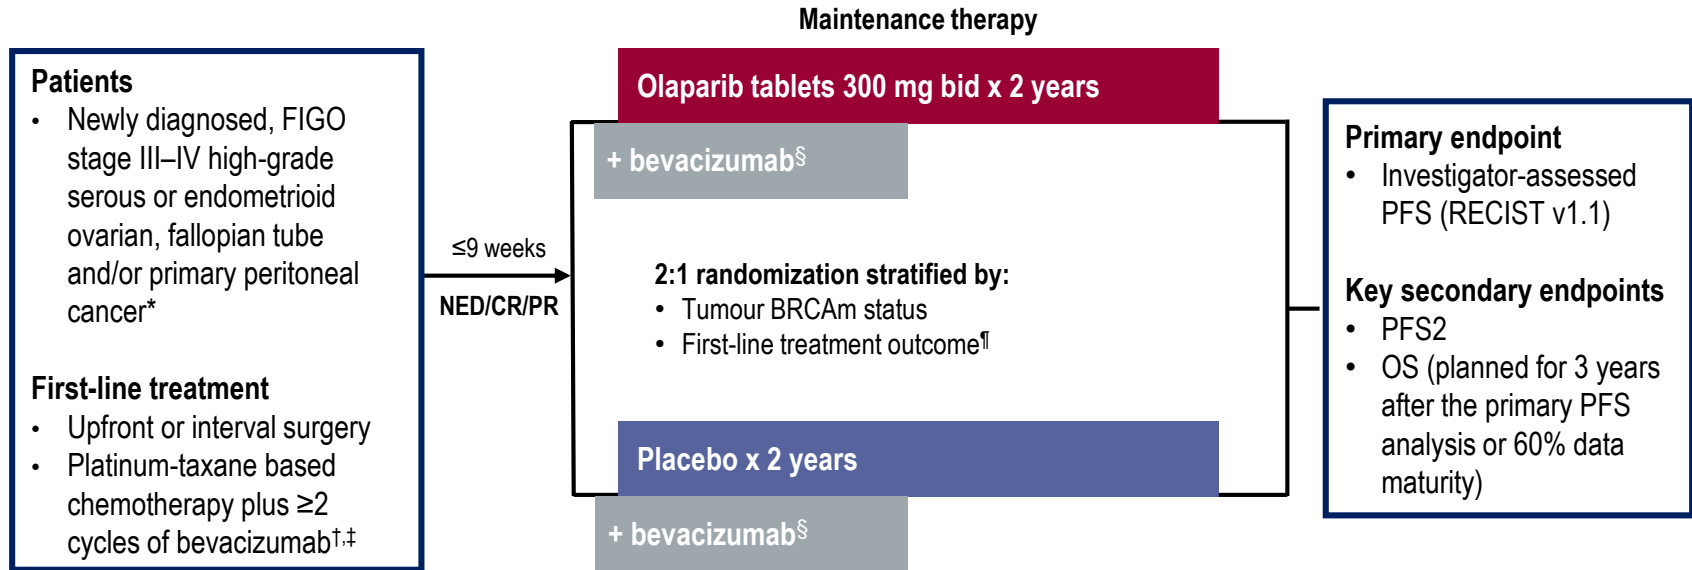 Maintenance therapy
Patients
• Newly diagnosed, FIGO
stage III–IV high-grade
serous or endometrioid
ovarian, fallopian tube
and/or primary peritoneal
cancer*
First-line treatment
• Upfront or interval surgery
• Platinum-taxane based
chemotherapy plus ≥2
cycles of bevacizumab†,‡
≤9 weeks
NED/CR/PR
Olaparib tablets 300 mg bid x 2 years
+ bevacizumab§
2:1 randomization stratified by:
• Tumour BRCAm status
• First-line treatment outcome¶
Placebo x 2 years
+ bevacizumab§
Primary endpoint
• Investigator-assessed
PFS (RECIST v1.1)
Key secondary endpoints
• PFS2
• OS (planned for 3 years
after the primary PFS
analysis or 60% data
maturity)